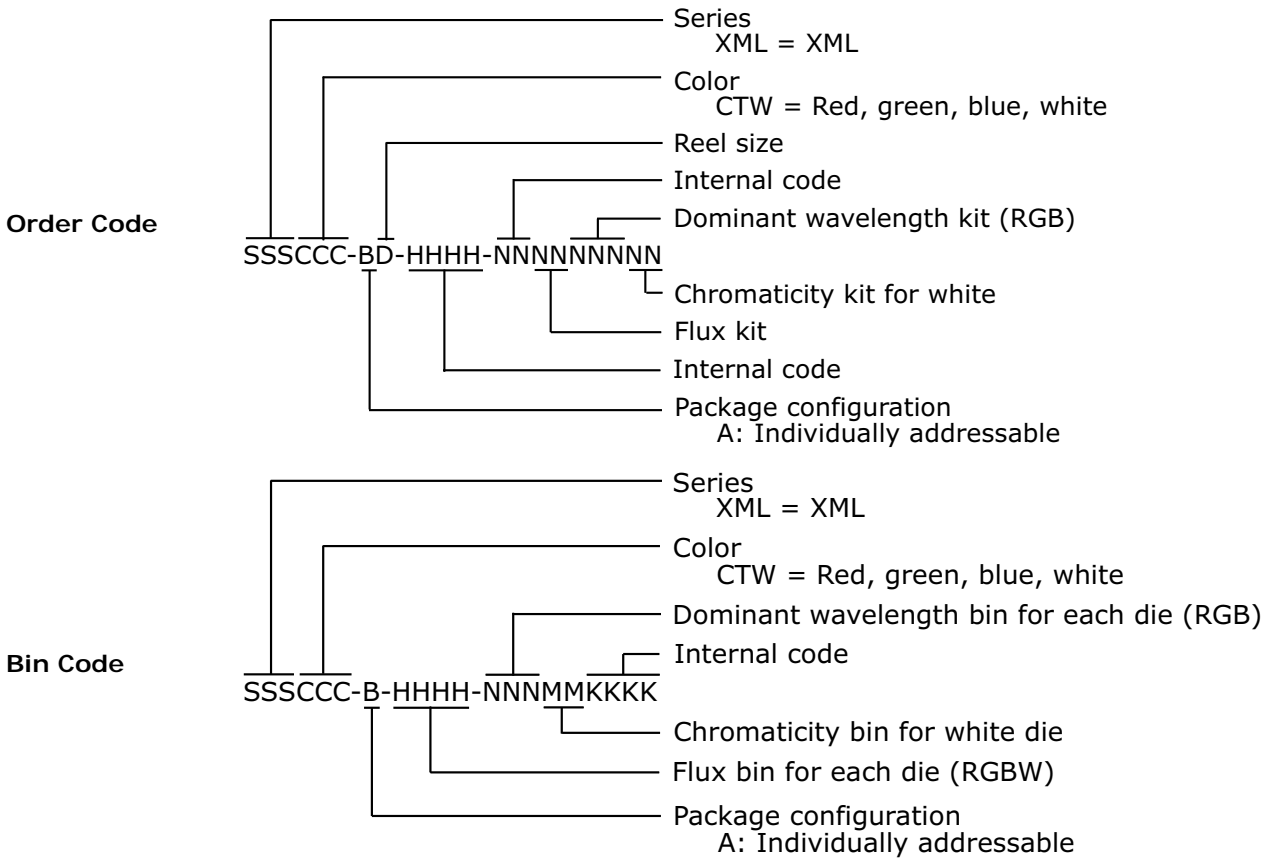 Series
XML = XML
Color
CTW = Red, green, blue, white
Reel size
Internal code
Dominant wavelength kit (RGB)
Order Code
SSSCCC-BD-HHHH-NNNNNNNNN
Chromaticity kit for white
Flux kit
Internal code
Package configuration
A: Individually addressable
Series
XML = XML
Color
CTW = Red, green, blue, white
Dominant wavelength bin for each die (RGB)
Internal code
Bin Code
SSSCCC-B-HHHH-NNNMMKKKK
Chromaticity bin for white die
Flux bin for each die (RGBW)
Package configuration
A: Individually addressable